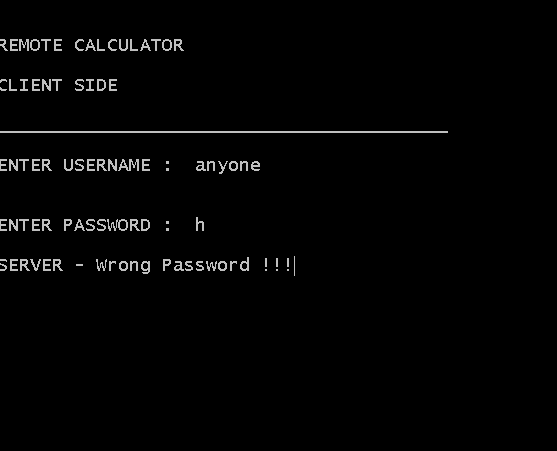 REMOTE CALCULATOR
CLIENT SIDE
ENTER USERNAME :  anyone
ENTER PASSWORD :  h
SERVER - Wrong Password !!!